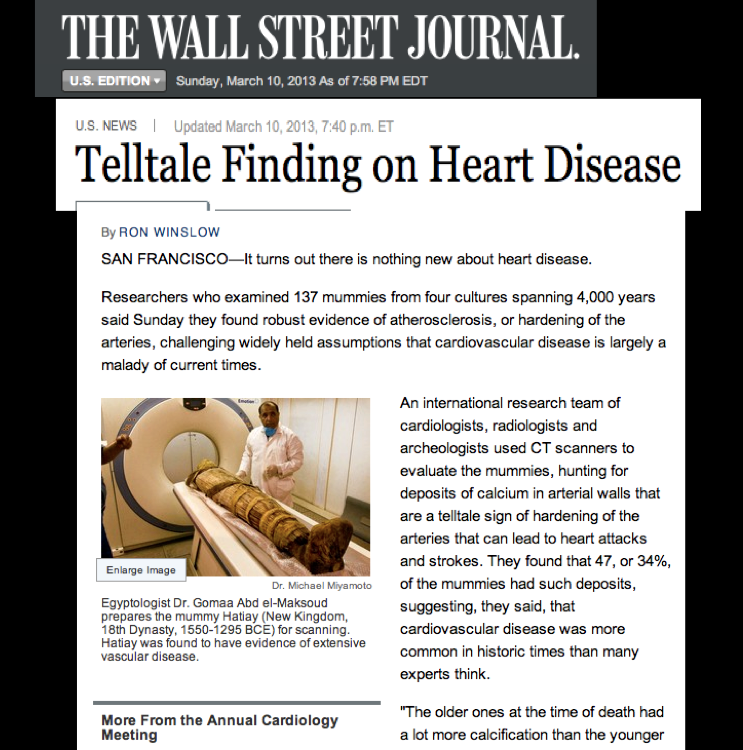 THE WALL STREET JOURNAL.
U.S. EDITION ▾ Sunday, March 10, 2013 As of 7:58 PM EDT
U.S. NEWS | Updated March 10, 2013, 7:40 p.m. ET
Telltale Finding on Heart Disease
By RON WINSLOW
SAN FRANCISCO—It turns out there is nothing new about heart disease.
Researchers who examined 137 mummies from four cultures spanning 4,000 years
said Sunday they found robust evidence of atherosclerosis, or hardening of the
arteries, challenging widely held assumptions that cardiovascular disease is largely a
malady of current times.
Emotion
Enlarge Image
Dr. Michael Miyamoto
Egyptologist Dr. Gomaa Abd el-Maksoud
prepares the mummy Hatiay (New Kingdom,
18th Dynasty, 1550-1295 BCE) for scanning.
Hatiay was found to have evidence of extensive
vascular disease.
More From the Annual Cardiology
Meeting
An international research team of
cardiologists, radiologists and
archeologists used CT scanners to
evaluate the mummies, hunting for
deposits of calcium in arterial walls that
are a telltale sign of hardening of the
arteries that can lead to heart attacks
and strokes. They found that 47, or 34%,
of the mummies had such deposits,
suggesting, they said, that
cardiovascular disease was more
common in historic times than many
experts think.
"The older ones at the time of death had
a lot more calcification than the younger